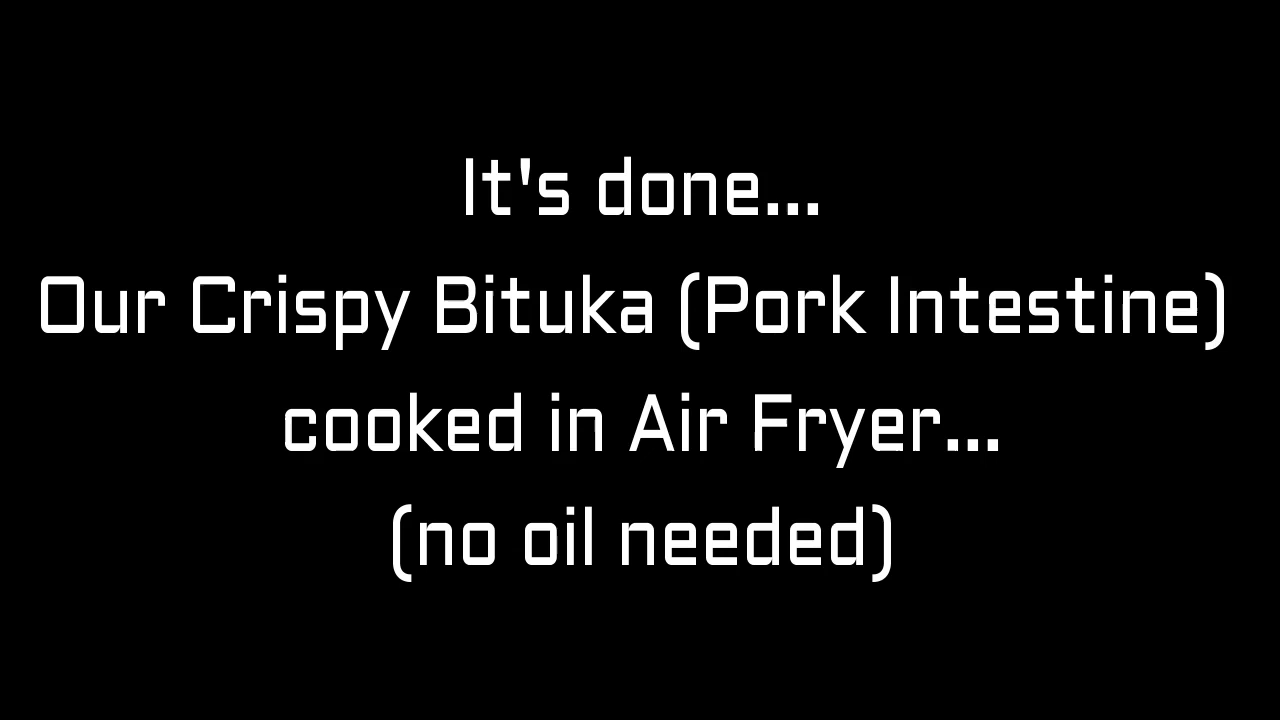 It's done...
Our Crispy Bituka (Pork Intestine)
cooked in Air Fryer...
(no oil needed)